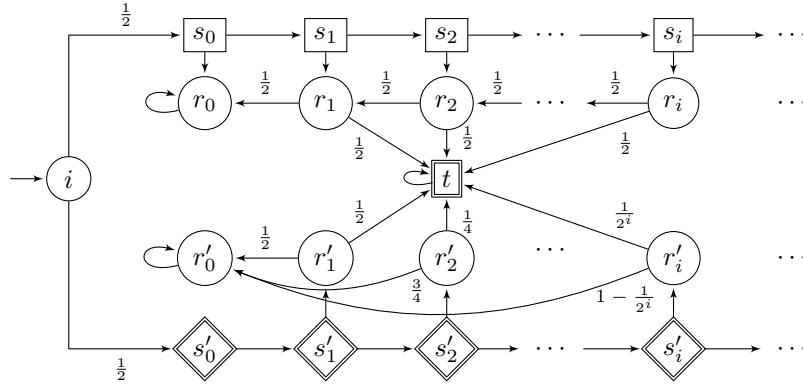 1/2 s₀ s₁ s₂ ⋯ sᵢ ⋯
1/2 1/2 1/2 1/2
r₀ r₁ r₂ ⋯ rᵢ ⋯
1/2 1/2 1/2
i t
1/2 1/2 1/4 1/2ⁱ
r′₀ r′₁ r′₂ ⋯ r′ᵢ ⋯
3/4 1 − 1/2ⁱ
1/2 s′₀ s′₁ s′₂ ⋯ s′ᵢ ⋯